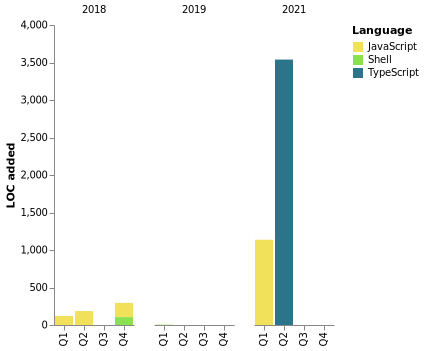 2018 2019 2021
Language
JavaScript
Shell
TypeScript
LOC added
4,000
3,500
3,000
2,500
2,000
1,500
1,000
500
0
Q1 Q2 Q3 Q4 Q1 Q2 Q3 Q4 Q1 Q2 Q3 Q4